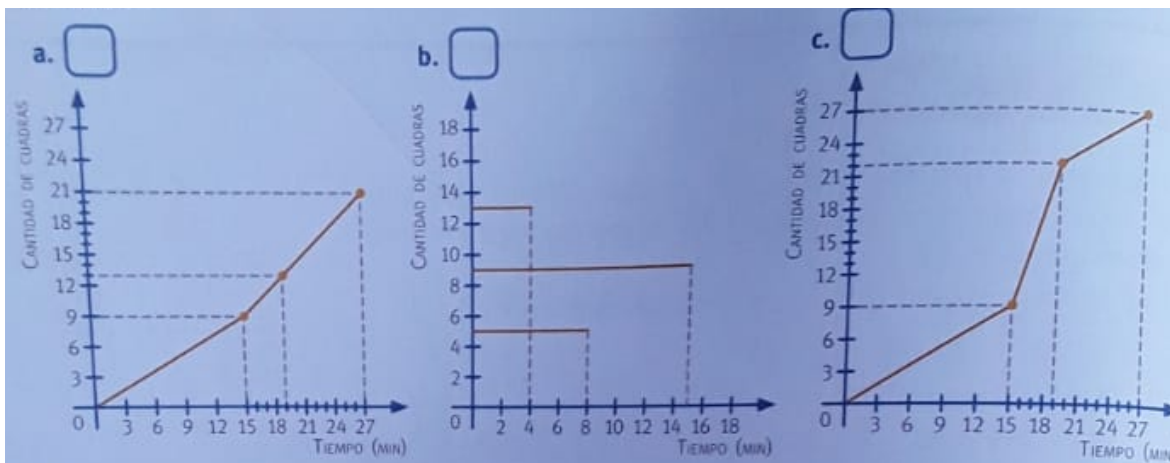 a.
CANTIDAD DE CUADRAS
27
24
21
18
15
12
9
6
3
0 3 6 9 12 15 18 21 24 27
TIEMPO (MIN)
b.
CANTIDAD DE CUADRAS
18
16
14
12
10
8
6
4
2
0 2 4 6 8 10 12 14 16 18
TIEMPO (MIN)
c.
CANTIDAD DE CUADRAS
27
24
21
18
15
12
9
6
3
0 3 6 9 12 15 18 21 24 27
TIEMPO (MIN